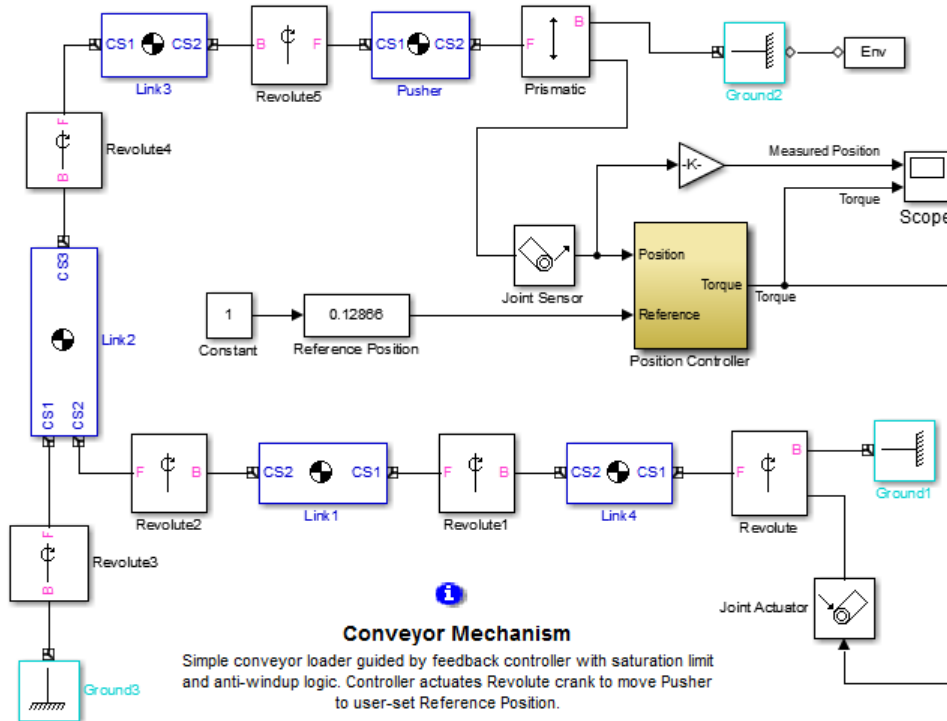 CS1 CS2
Link3
B F
Revolute5
CS1 CS2
Pusher
F B
Prismatic
Ground2
Env
F
B
Revolute4
-K-
Measured Position
Torque
Scope
CS3
Link2
CS1
CS2
Joint Sensor
Position
Reference
Torque
Torque
Position Controller
1
Constant
0.12866
Reference Position
F B
Revolute2
CS2 CS1
Link1
F B
Revolute1
CS2 CS1
Link4
F B
Revolute
Ground1
F
B
Revolute3
Ground3
Joint Actuator
i
Conveyor Mechanism
Simple conveyor loader guided by feedback controller with saturation limit
and anti-windup logic. Controller actuates Revolute crank to move Pusher
to user-set Reference Position.